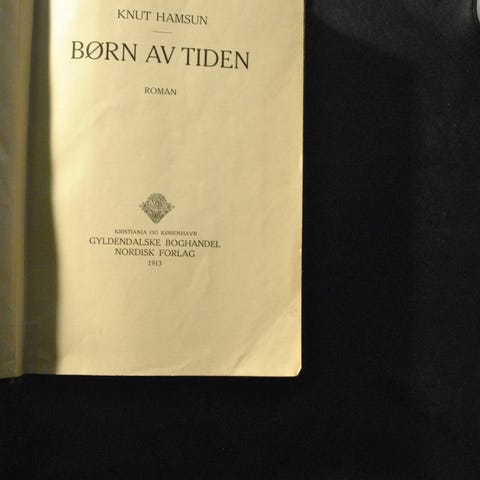 KNUT HAMSUN
BØRN AV TIDEN
ROMAN
KRISTIANIA OG KØBENHAVN
GYLDENDALSKE BOGHANDEL
NORDISK FORLAG
1913